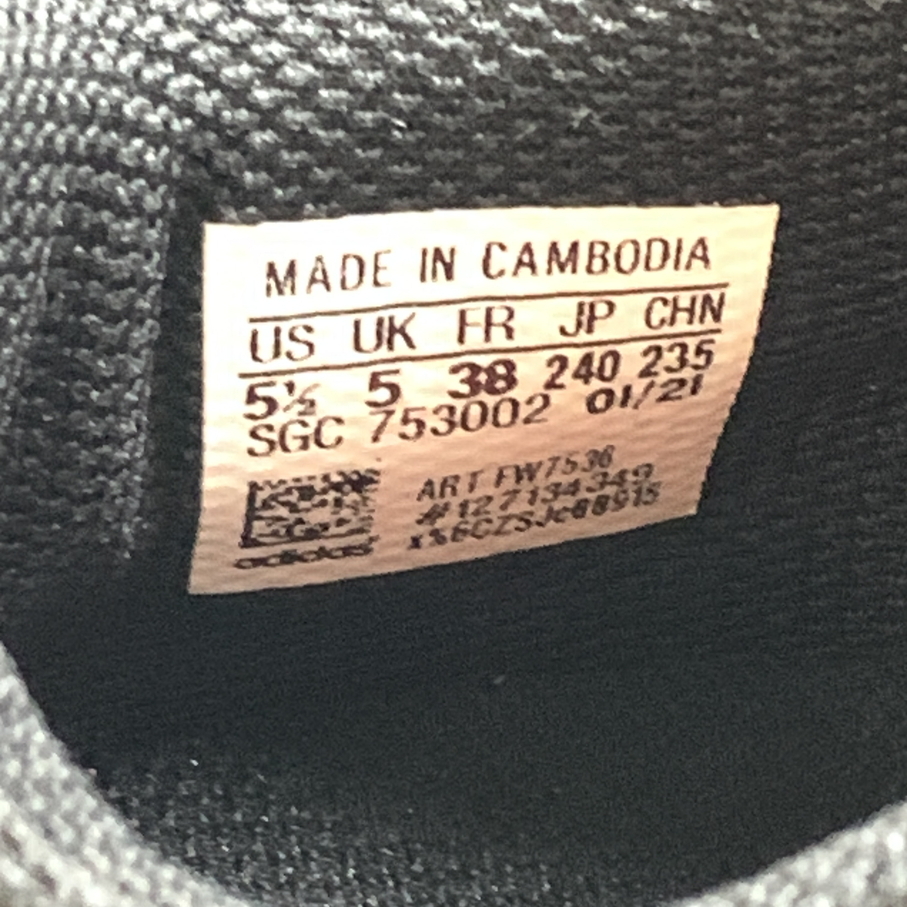 MADE IN CAMBODIA
US UK FR JP CHN
5½ 5 38 240 235
SGC 753002 01/21
ART FW7536
#127134349
adidas